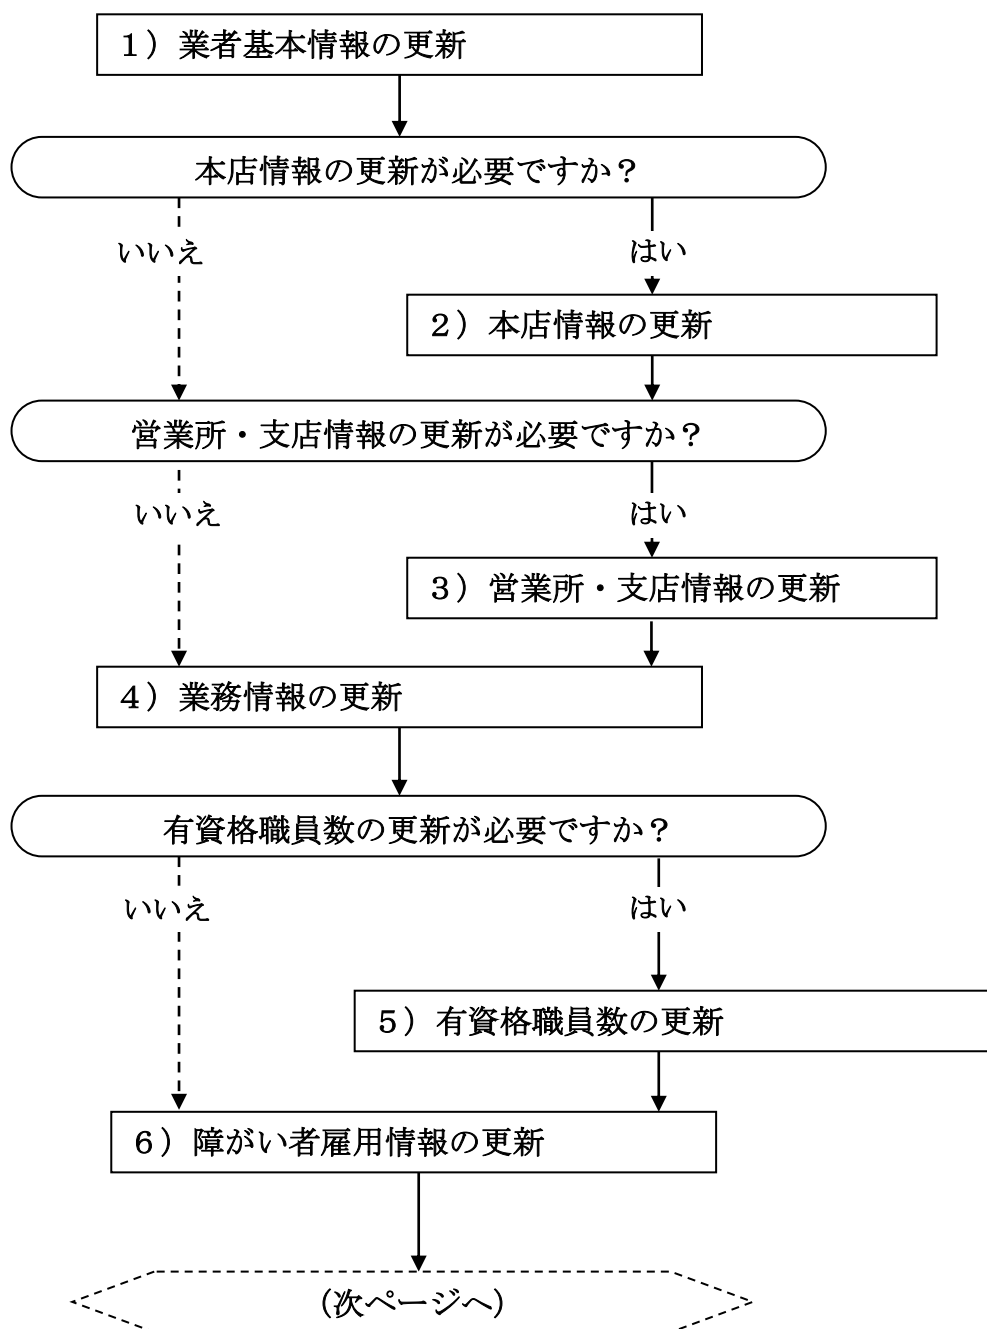 １）業者基本情報の更新
本店情報の更新が必要ですか？
いいえ
はい
２）本店情報の更新
営業所・支店情報の更新が必要ですか？
いいえ
はい
３）営業所・支店情報の更新
４）業務情報の更新
有資格職員数の更新が必要ですか？
いいえ
はい
５）有資格職員数の更新
６）障がい者雇用情報の更新
（次ページへ）